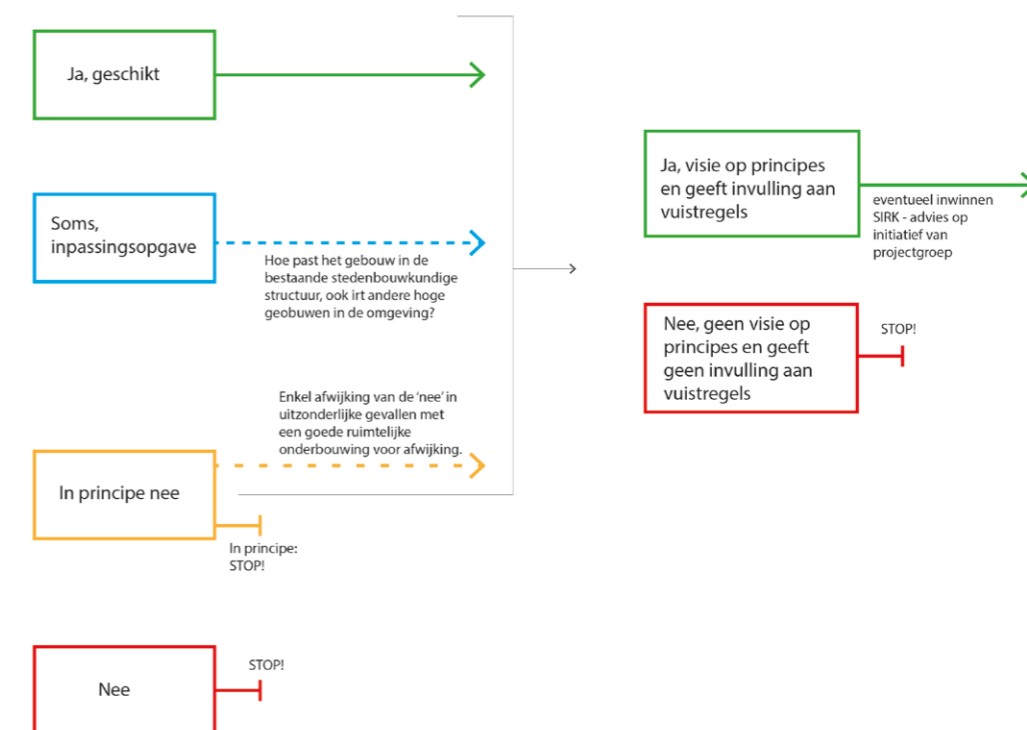 Ja, geschikt
Soms,
inpassingsopgave
Hoe past het gebouw in de
bestaande stedenbouwkundige
structuur, ook irt andere hoge
geobuwen in de omgeving?
Enkel afwijking van de ‘nee’ in
uitzonderlijke gevallen met
een goede ruimtelijke
onderbouwing voor afwijking.
In principe nee
In principe:
STOP!
Nee
STOP!
Ja, visie op principes
en geeft invulling aan
vuistregels
eventueel inwinnen
SIRK - advies op
initiatief van
projectgroep
Nee, geen visie op
principes en geeft
geen invulling aan
vuistregels
STOP!